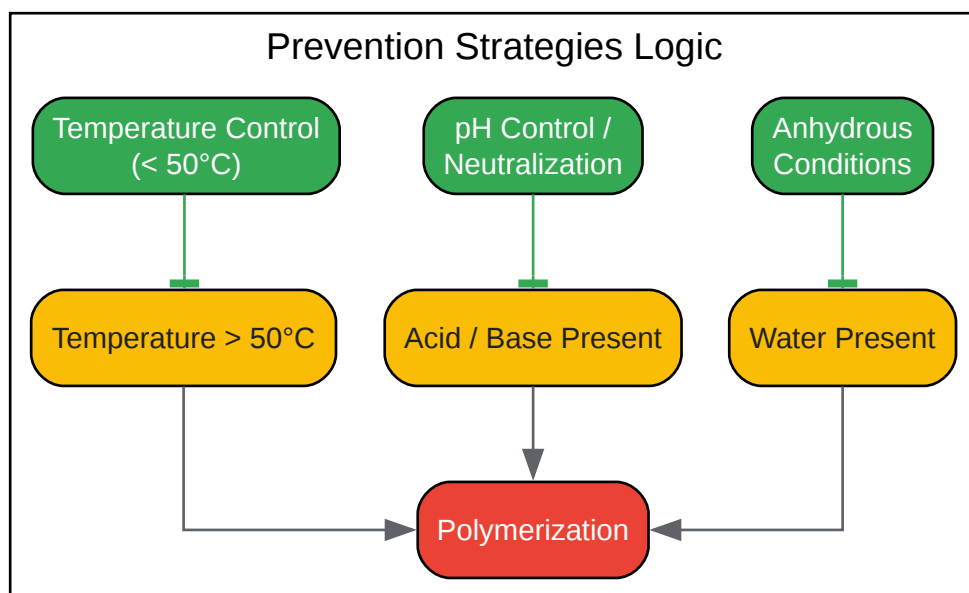 Prevention Strategies Logic
Temperature Control
(< 50°C)
pH Control /
Neutralization
Anhydrous
Conditions
Temperature > 50°C
Acid / Base Present
Water Present
Polymerization